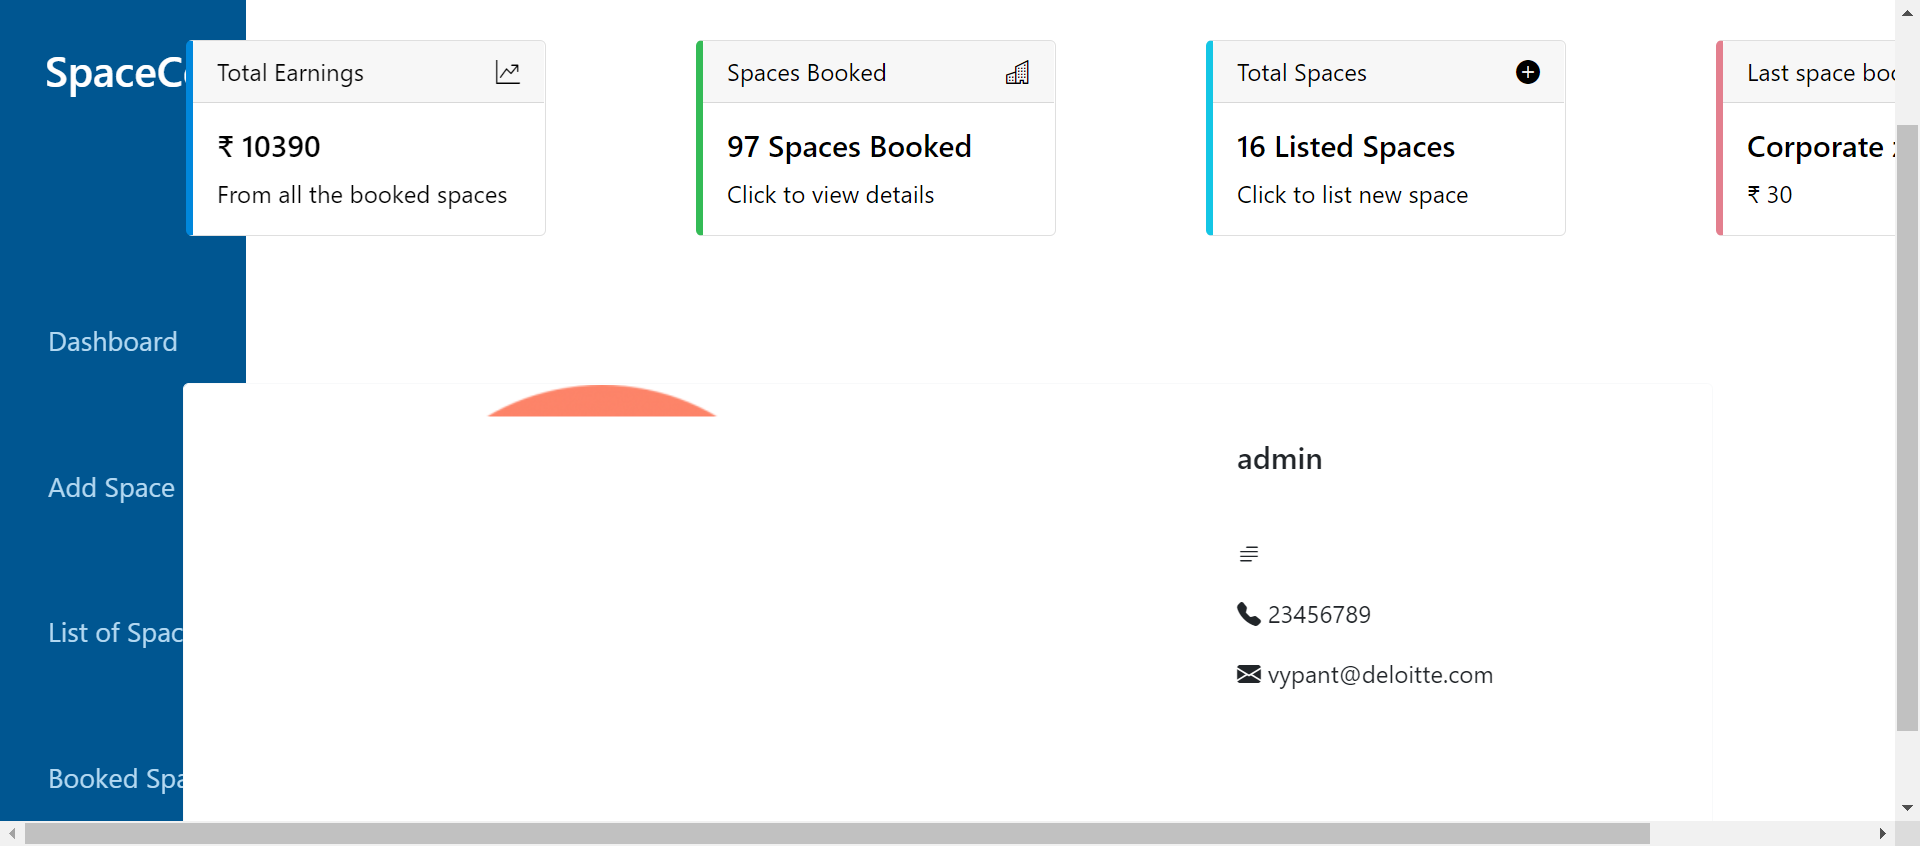 SpaceC
Dashboard
Add Space
List of Spac
Booked Spa
Total Earnings
₹ 10390
From all the booked spaces
Spaces Booked
97 Spaces Booked
Click to view details
Total Spaces
16 Listed Spaces
Click to list new space
Last space boo
Corporate
₹ 30
admin
23456789
vypant@deloitte.com